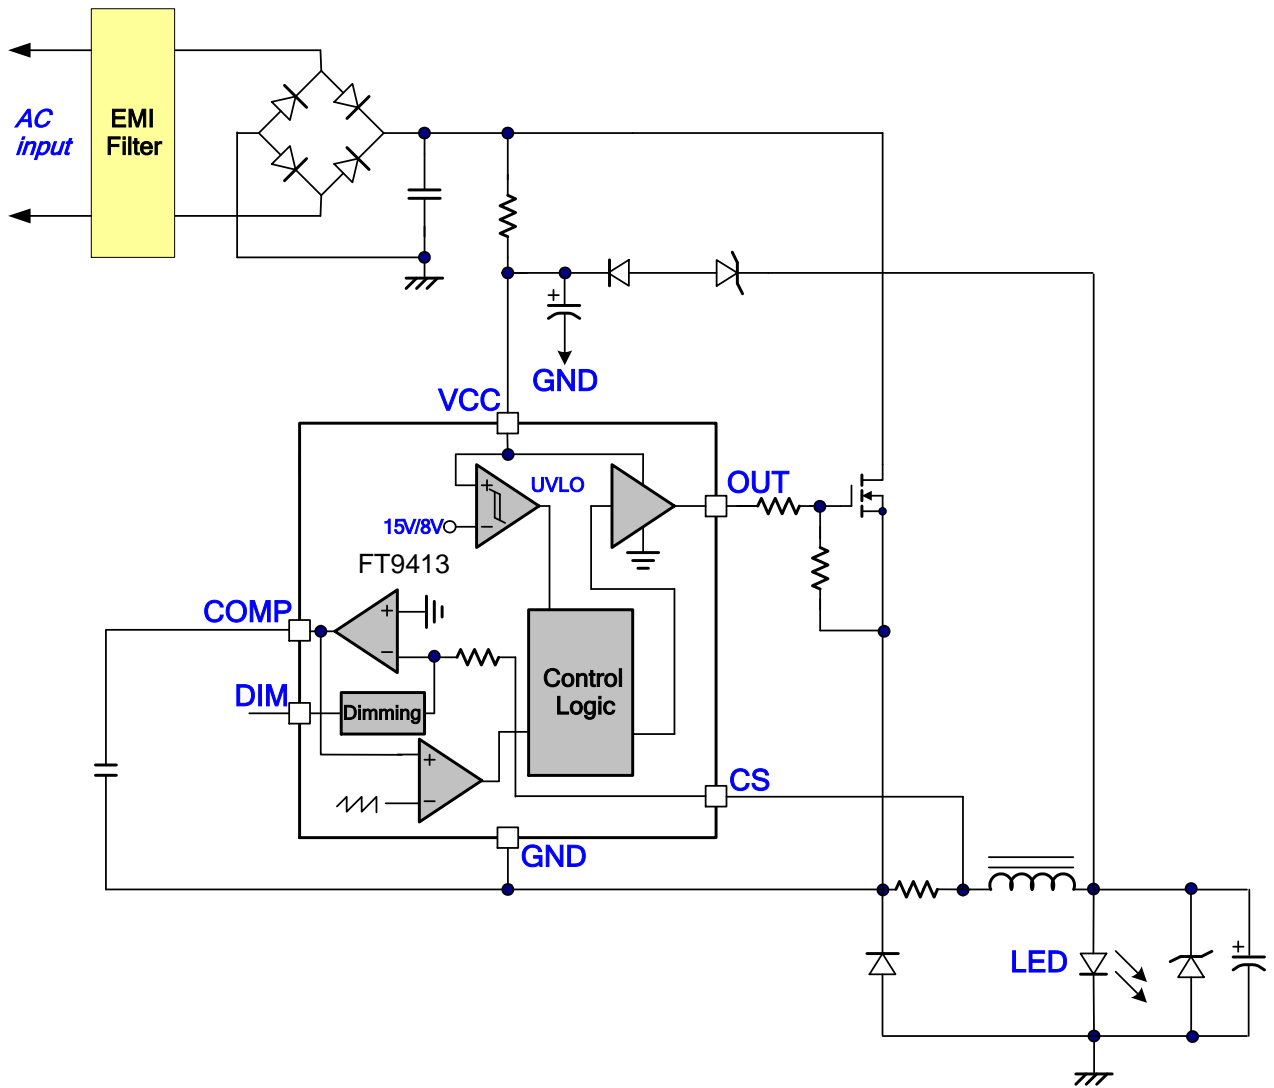 AC
input
EMI
Filter
+
GND
VCC
+
UVLO
OUT
15V/8V
−
FT9413
COMP
+
−
Control
Logic
DIM
Dimming
+
−
CS
GND
LED
+